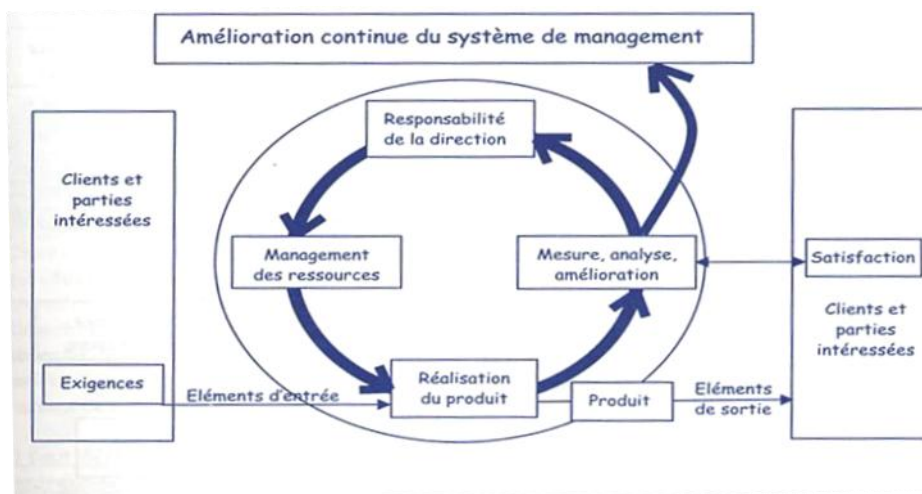 Amélioration continue du système de management
Responsabilité
de la direction
Clients et
parties
intéressées
Management
des ressources
Mesure, analyse,
amélioration
Satisfaction
Clients et
parties
intéressées
Exigences
Eléments d'entrée
Réalisation
du produit
Produit
Eléments
de sortie